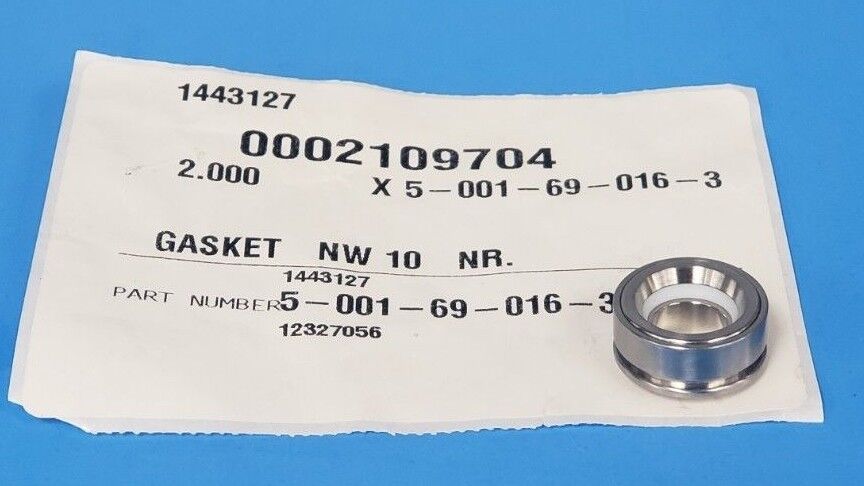 1443127
0002109704
2.000 X 5-001-69-016-3
GASKET NW 10 NR.
1443127
PART NUMBER 5-001-69-016-3
12327056